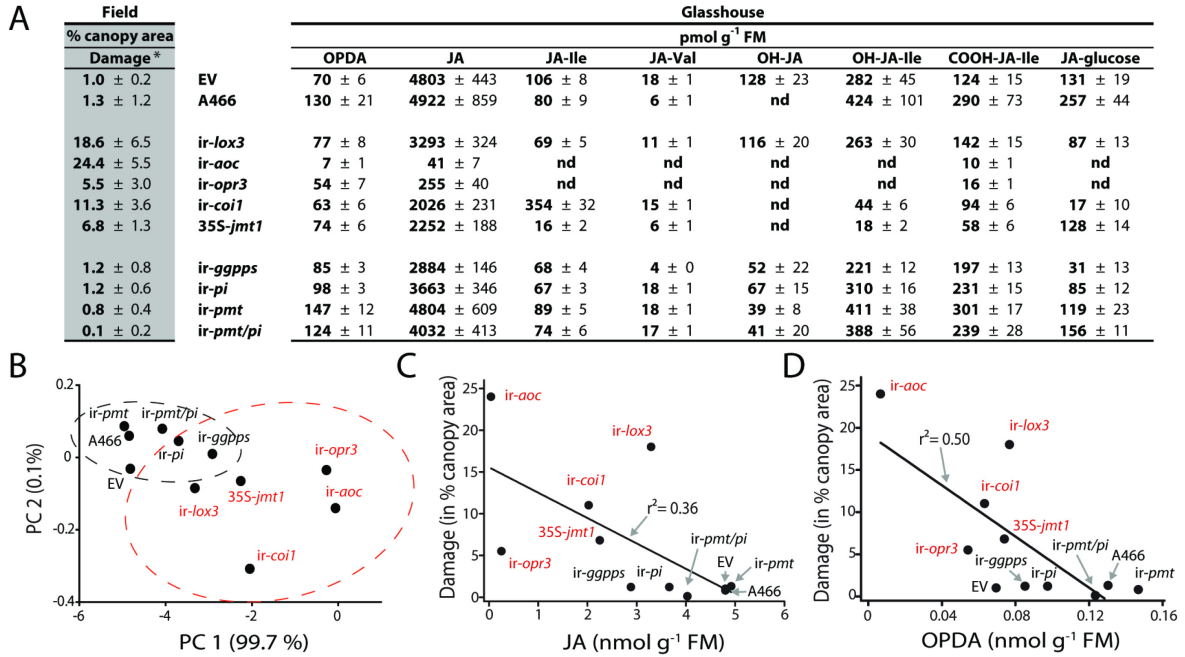 A
Field
Glasshouse
% canopy area
pmol g-1 FM
Damage * OPDA JA JA-Ile JA-Val OH-JA OH-JA-Ile COOH-JA-Ile JA-glucose
1.0 ± 0.2 EV 70 ± 6 4803 ± 443 106 ± 8 18 ± 1 128 ± 23 282 ± 45 124 ± 15 131 ± 19
1.3 ± 1.2 A466 130 ± 21 4922 ± 859 80 ± 9 6 ± 1 nd 424 ± 101 290 ± 73 257 ± 44
18.6 ± 6.5 ir-lox3 77 ± 8 3293 ± 324 69 ± 5 11 ± 1 116 ± 20 263 ± 30 142 ± 15 87 ± 13
24.4 ± 5.5 ir-aoc 7 ± 1 41 ± 7 nd nd nd nd 10 ± 1 nd
5.5 ± 3.0 ir-opr3 54 ± 7 255 ± 40 nd nd nd nd 16 ± 1 nd
11.3 ± 3.6 ir-coi1 63 ± 6 2026 ± 231 354 ± 32 15 ± 1 nd 44 ± 6 94 ± 6 17 ± 10
6.8 ± 1.3 35S-jmt1 74 ± 6 2252 ± 188 16 ± 2 6 ± 1 nd 18 ± 2 58 ± 6 128 ± 14
1.2 ± 0.8 ir-ggpps 85 ± 3 2884 ± 146 68 ± 4 4 ± 0 52 ± 22 221 ± 12 197 ± 13 31 ± 13
1.2 ± 0.6 ir-pi 98 ± 3 3663 ± 346 67 ± 3 18 ± 1 67 ± 15 310 ± 16 231 ± 15 85 ± 12
0.8 ± 0.4 ir-pmt 147 ± 12 4804 ± 609 89 ± 5 18 ± 1 39 ± 8 411 ± 38 301 ± 17 119 ± 23
0.1 ± 0.2 ir-pmt/pi 124 ± 11 4032 ± 413 74 ± 6 17 ± 1 41 ± 20 388 ± 56 239 ± 28 156 ± 11
B
0.2
0
-0.2
-0.4
PC 2 (0.1%)
ir-pmt
ir-pmt/pi
A466
ir-pi
ir-ggpps
EV
ir-opr3
35S-jmt1
ir-lox3
ir-aoc
ir-coi1
-6 -4 -2 0
PC 1 (99.7 %)
C
Damage (in % canopy area)
25
20
15
10
5
0
ir-aoc
ir-lox3
ir-coi1
r2= 0.36
35S-jmt1
ir-pmt/pi
ir-opr3
ir-ggpps
ir-pi
EV
ir-pmt
A466
0 1 2 3 4 5 6
JA (nmol g-1 FM)
D
Damage (in % canopy area)
25
20
15
10
5
0
ir-aoc
r2= 0.50
ir-lox3
ir-coi1
35S-jmt1
ir-opr3
ir-ggpps
ir-pmt/pi
A466
EV
ir-pi
ir-pmt
0 0.04 0.08 0.12 0.16
OPDA (nmol g-1 FM)